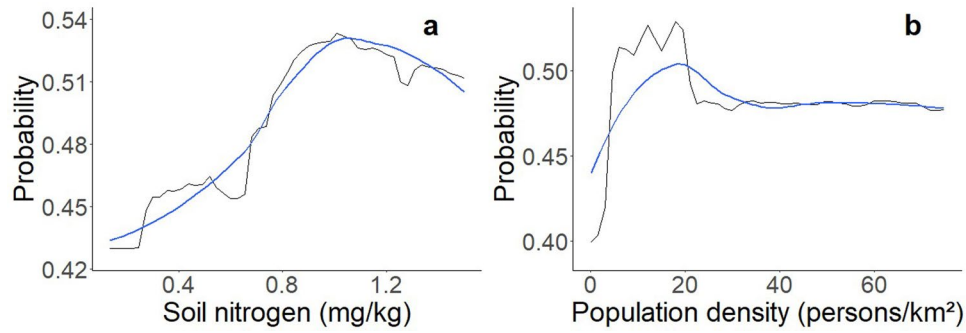 a
Probability
0.54
0.51
0.48
0.45
0.42
0.4 0.8 1.2
Soil nitrogen (mg/kg)
b
Probability
0.50
0.45
0.40
0 20 40 60
Population density (persons/km²)